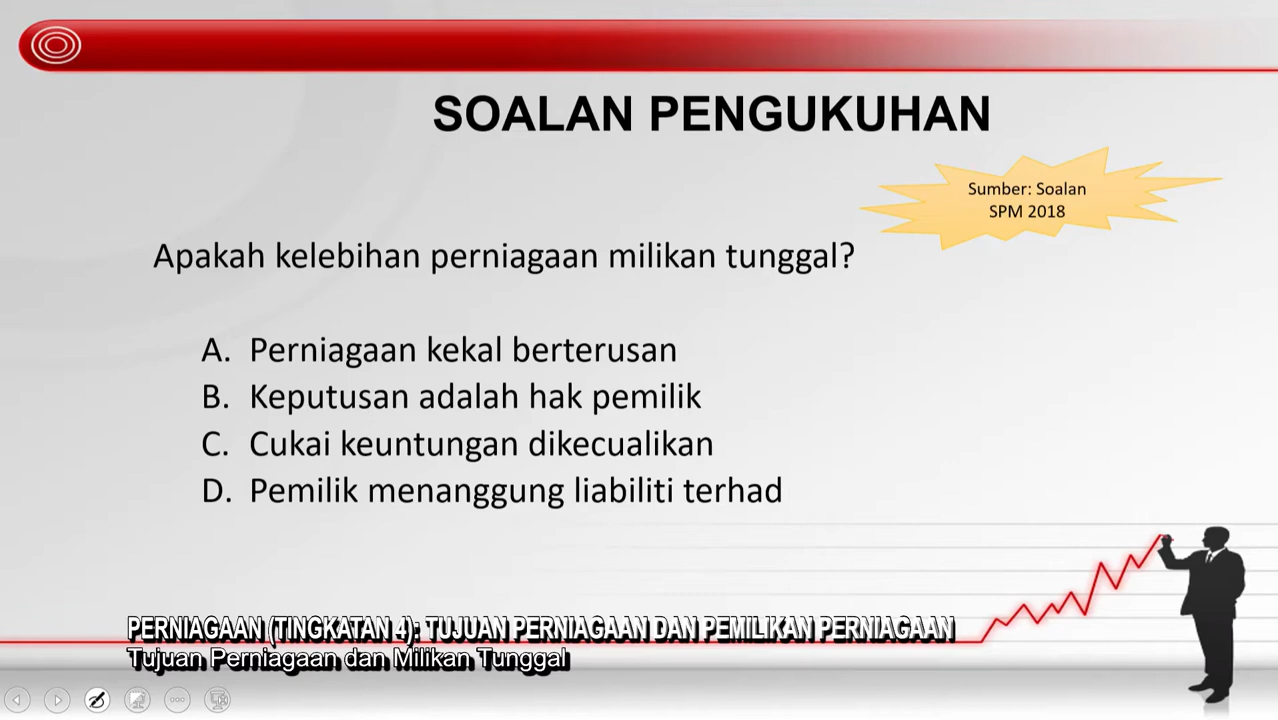 SOALAN PENGUKUHAN
Sumber: Soalan
SPM 2018
Apakah kelebihan perniagaan milikan tunggal?
A. Perniagaan kekal berterusan
B. Keputusan adalah hak pemilik
C. Cukai keuntungan dikecualikan
D. Pemilik menanggung liabiliti terhad
PERNIAGAAN (TINGKATAN 4): TUJUAN PERNIAGAAN DAN PEMILIKAN PERNIAGAAN
Tujuan Perniagaan dan Milikan Tunggal